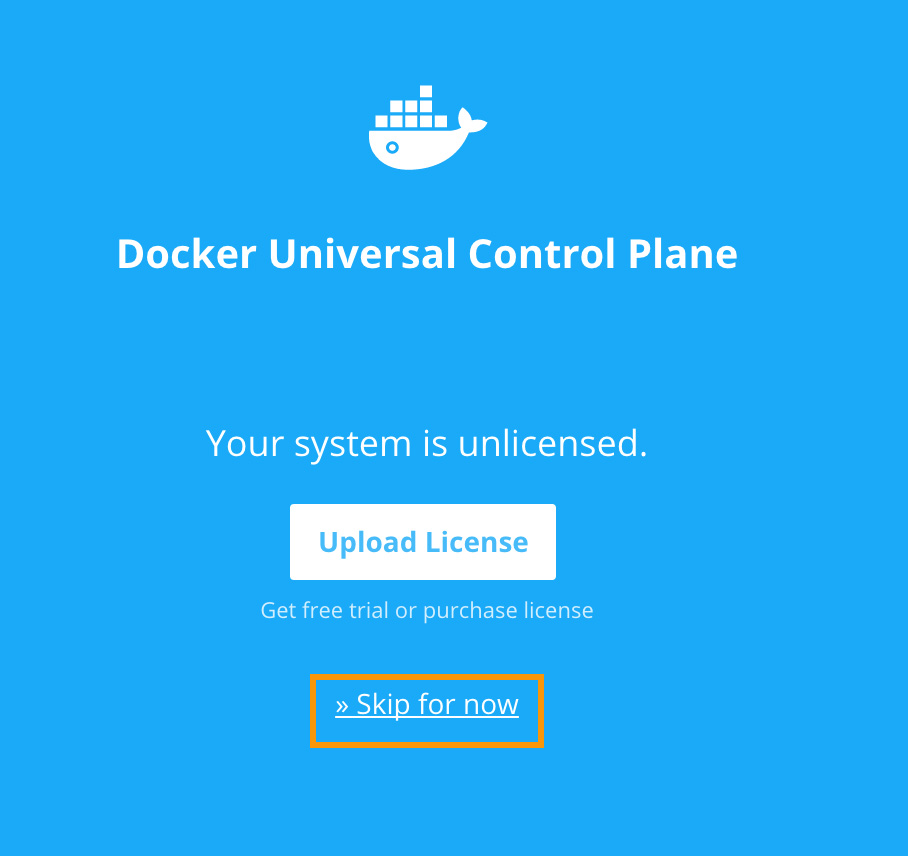 Docker Universal Control Plane
Your system is unlicensed.
Upload License
Get free trial or purchase license
» Skip for now